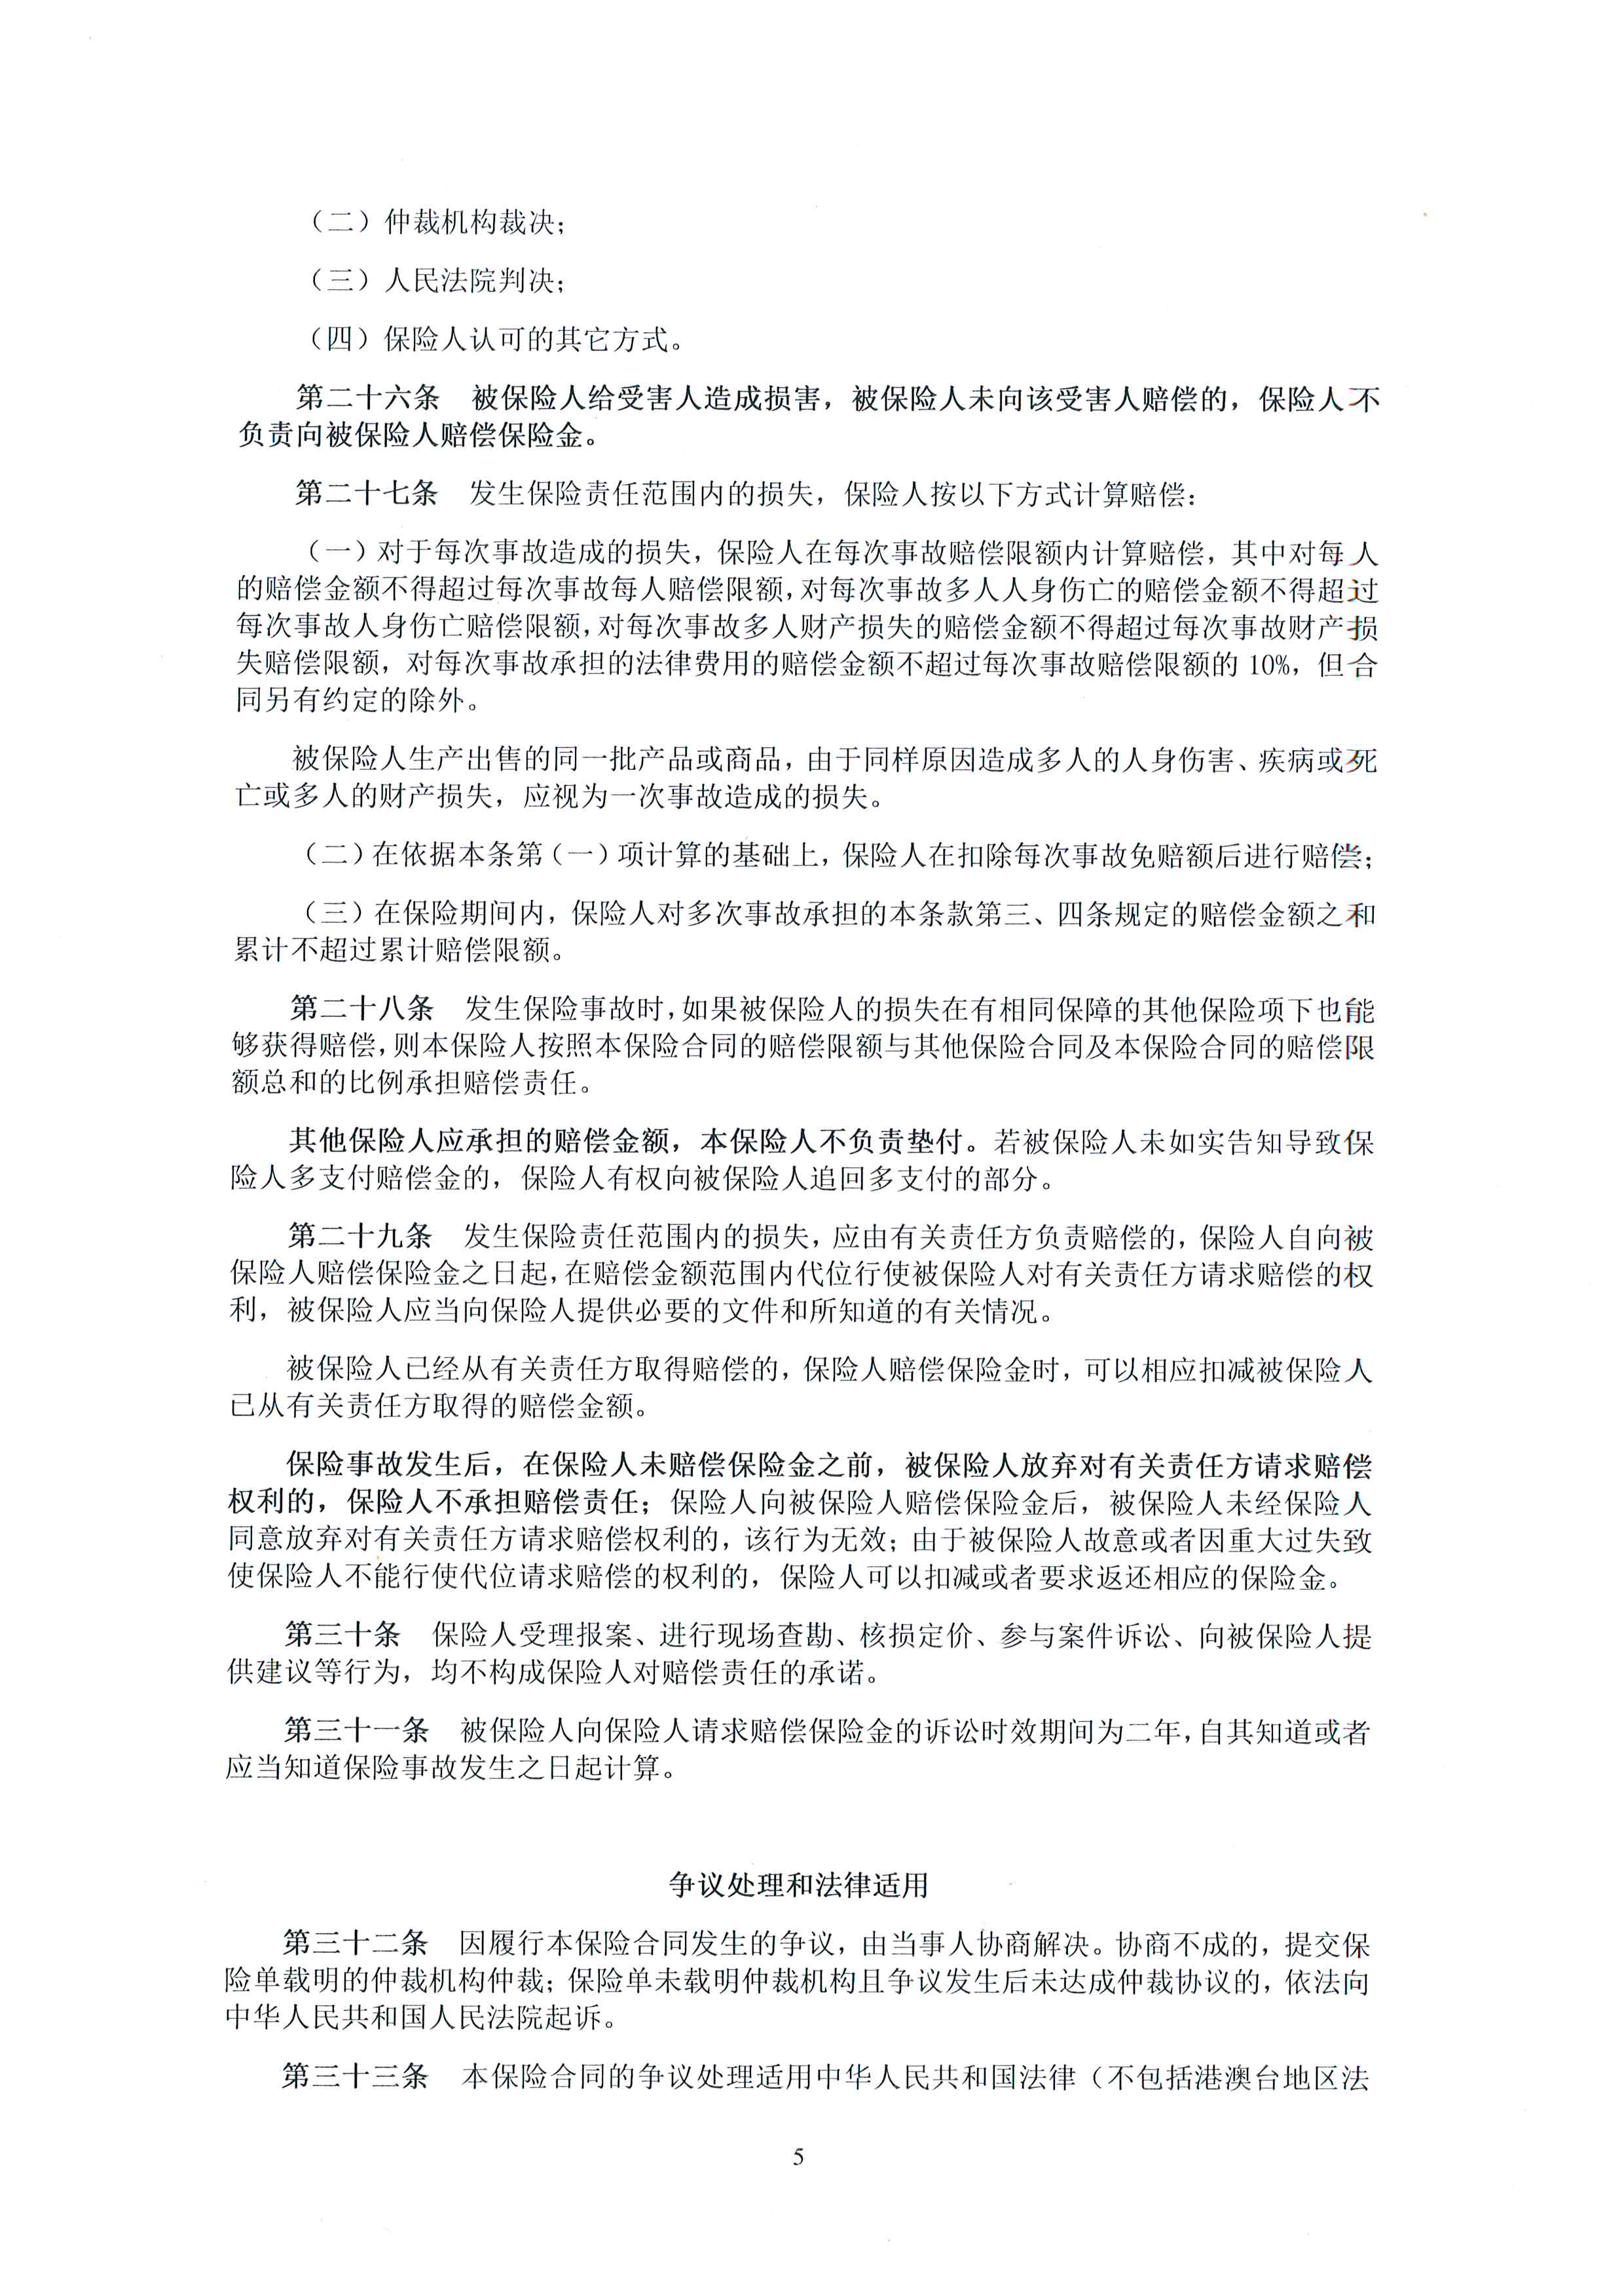 （二）仲裁机构裁决；
（三）人民法院判决；
（四）保险人认可的其它方式。
第二十六条　被保险人给受害人造成损害，被保险人未向该受害人赔偿的，保险人不
负责向被保险人赔偿保险金。
第二十七条　发生保险责任范围内的损失，保险人按以下方式计算赔偿：
（一）对于每次事故造成的损失，保险人在每次事故赔偿限额内计算赔偿，其中对每人
的赔偿金额不得超过每次事故每人赔偿限额，对每次事故多人人身伤亡的赔偿金额不得超过
每次事故人身伤亡赔偿限额，对每次事故多人财产损失的赔偿金额不得超过每次事故财产损
失赔偿限额，对每次事故承担的法律费用的赔偿金额不超过每次事故赔偿限额的 10%，但合
同另有约定的除外。
被保险人生产出售的同一批产品或商品，由于同样原因造成多人的人身伤害、疾病或死
亡或多人的财产损失，应视为一次事故造成的损失。
（二）在依据本条第（一）项计算的基础上，保险人在扣除每次事故免赔额后进行赔偿；
（三）在保险期间内，保险人对多次事故承担的本条款第三、四条规定的赔偿金额之和
累计不超过累计赔偿限额。
第二十八条　发生保险事故时，如果被保险人的损失在有相同保障的其他保险项下也能
够获得赔偿，则本保险人按照本保险合同的赔偿限额与其他保险合同及本保险合同的赔偿限
额总和的比例承担赔偿责任。
其他保险人应承担的赔偿金额，本保险人不负责垫付。若被保险人未如实告知导致保
险人多支付赔偿金的，保险人有权向被保险人追回多支付的部分。
第二十九条　发生保险责任范围内的损失，应由有关责任方负责赔偿的，保险人自向被
保险人赔偿保险金之日起，在赔偿金额范围内代位行使被保险人对有关责任方请求赔偿的权
利，被保险人应当向保险人提供必要的文件和所知道的有关情况。
被保险人已经从有关责任方取得赔偿的，保险人赔偿保险金时，可以相应扣减被保险人
已从有关责任方取得的赔偿金额。
保险事故发生后，在保险人未赔偿保险金之前，被保险人放弃对有关责任方请求赔偿
权利的，保险人不承担赔偿责任；保险人向被保险人赔偿保险金后，被保险人未经保险人
同意放弃对有关责任方请求赔偿权利的，该行为无效；由于被保险人故意或者因重大过失致
使保险人不能行使代位请求赔偿的权利的，保险人可以扣减或者要求返还相应的保险金。
第三十条　保险人受理报案、进行现场查勘、核损定价、参与案件诉讼、向被保险人提
供建议等行为，均不构成保险人对赔偿责任的承诺。
第三十一条　被保险人向保险人请求赔偿保险金的诉讼时效期间为二年，自其知道或者
应当知道保险事故发生之日起计算。
争议处理和法律适用
第三十二条　因履行本保险合同发生的争议，由当事人协商解决。协商不成的，提交保
险单载明的仲裁机构仲裁；保险单未载明仲裁机构且争议发生后未达成仲裁协议的，依法向
中华人民共和国人民法院起诉。
第三十三条　本保险合同的争议处理适用中华人民共和国法律（不包括港澳台地区法
5